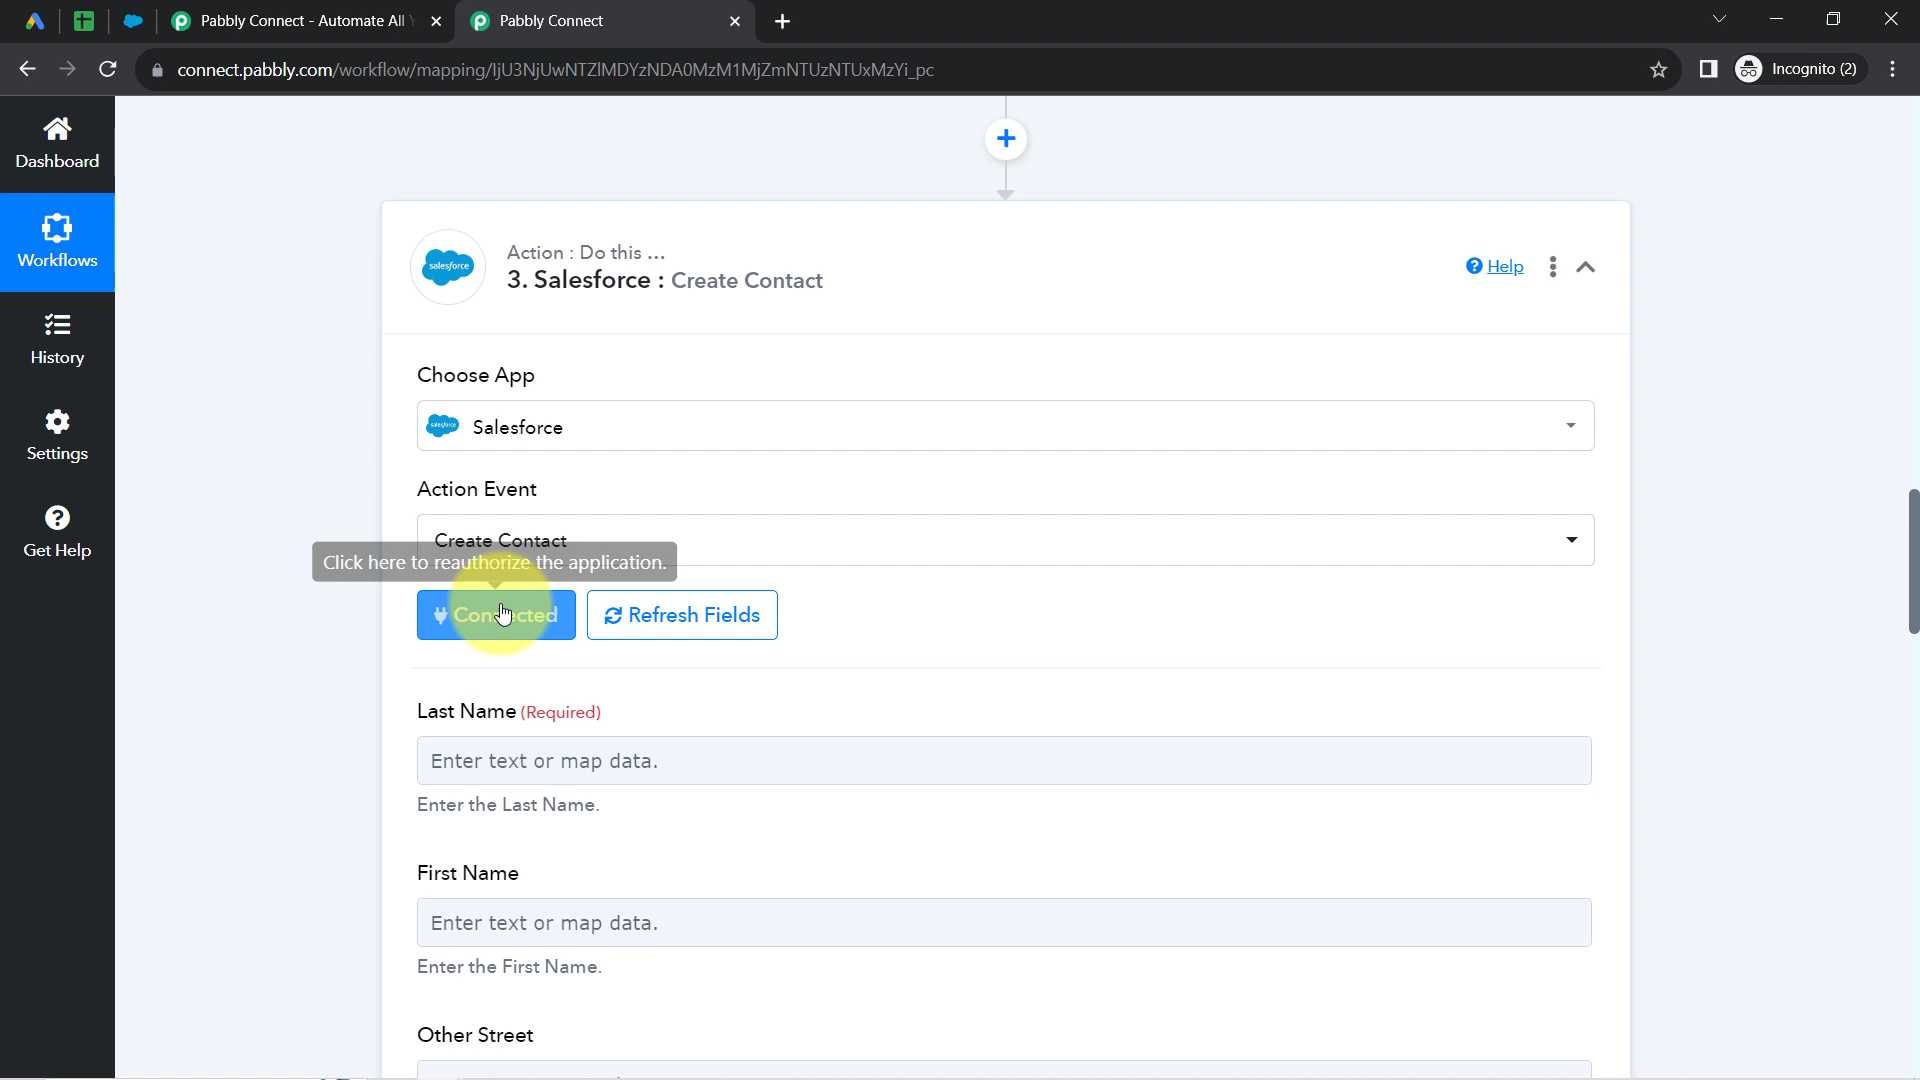 Pabbly Connect - Automate All Y
Pabbly Connect
connect.pabbly.com/workflow/mapping/IjU3NjUwNTZlMDYzNDA0MzM1MjZmNTUzNTUxMzYi_pc
Incognito (2)
Dashboard
Workflows
History
Settings
Get Help
salesforce
Action : Do this ...
3. Salesforce : Create Contact
Help
Choose App
salesforce
Salesforce
Action Event
Create Contact
Click here to reauthorize the application.
Connected
Refresh Fields
Last Name (Required)
Enter text or map data.
Enter the Last Name.
First Name
Enter text or map data.
Enter the First Name.
Other Street